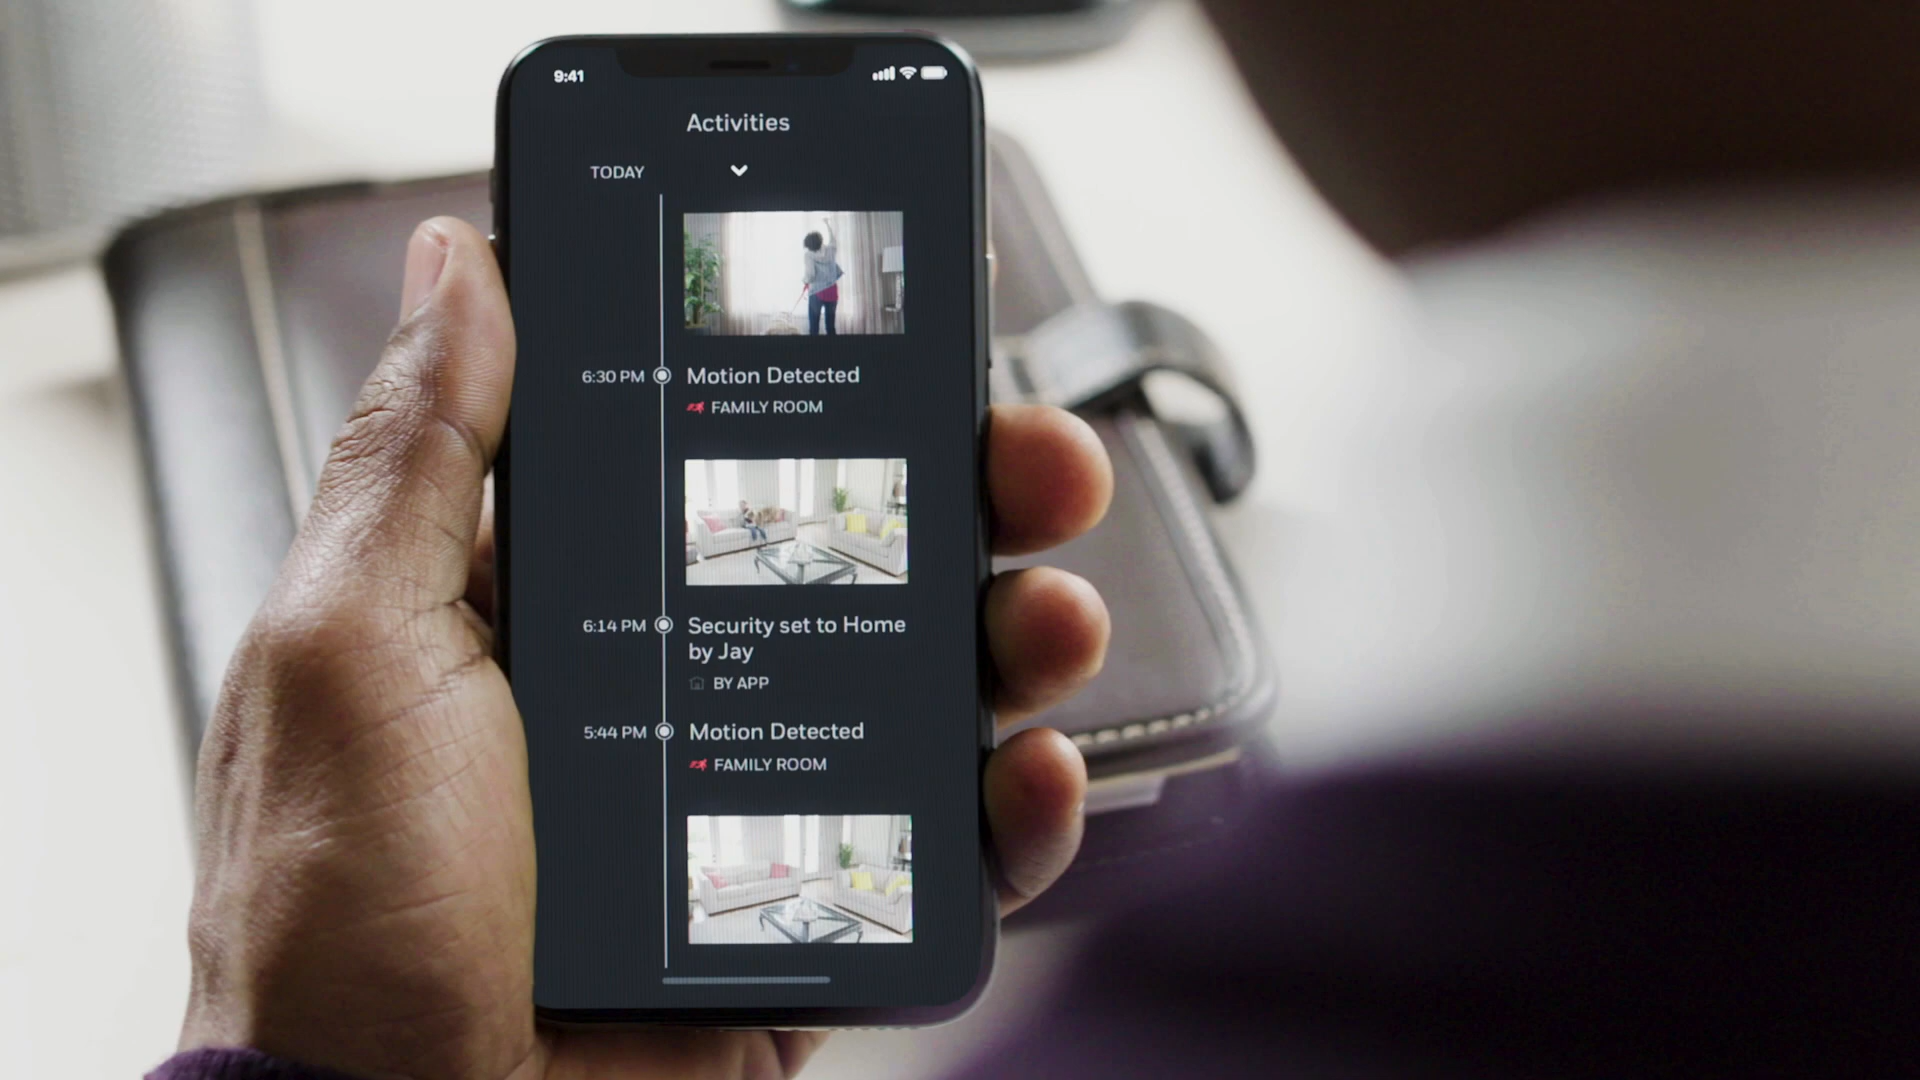 9:41
Activities
TODAY
6:30 PM Motion Detected
FAMILY ROOM
6:14 PM Security set to Home
by Jay
BY APP
5:44 PM Motion Detected
FAMILY ROOM